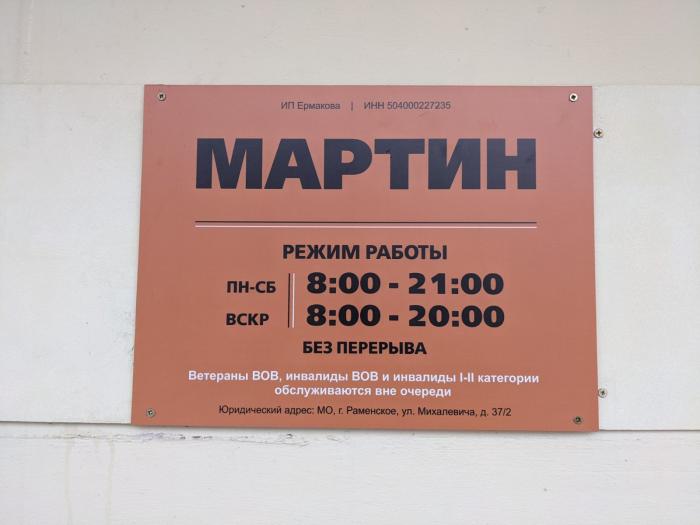 ИП Ермакова | ИНН 504000227235
МАРТИН
РЕЖИМ РАБОТЫ
ПН-СБ 8:00 - 21:00
ВСКР 8:00 - 20:00
БЕЗ ПЕРЕРЫВА
Ветераны ВОВ, инвалиды ВОВ и инвалиды I-II категории
обслуживаются вне очереди
Юридический адрес: МО, г. Раменское, ул. Михалевича, д. 37/2